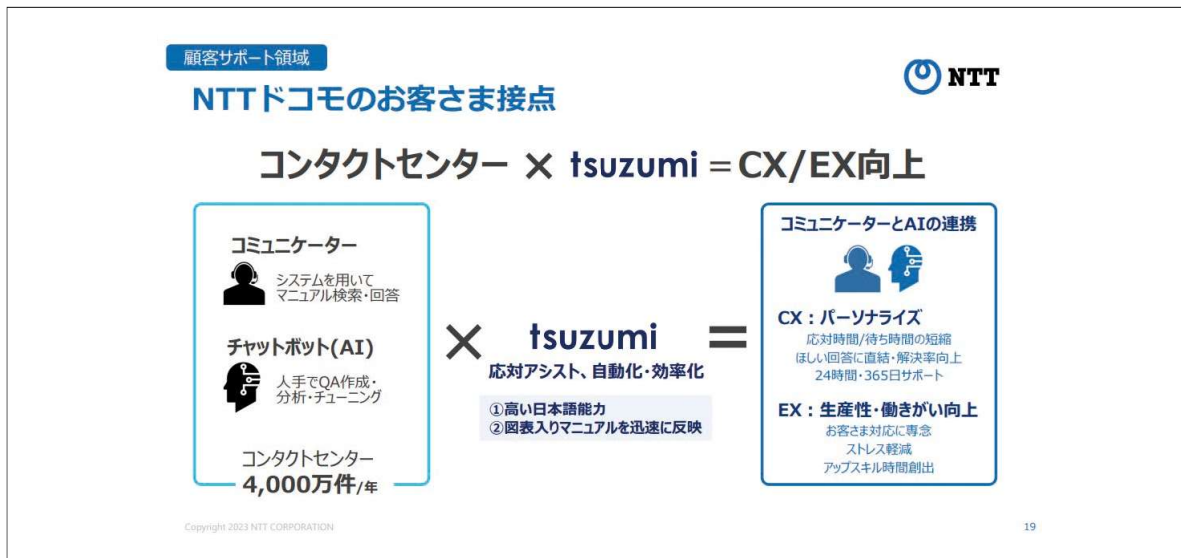 顧客サポート領域
NTTドコモのお客さま接点
NTT
コンタクトセンター × tsuzumi = CX/EX向上
コミュニケーター
システムを用いて
マニュアル検索・回答
チャットボット(AI)
人手でQA作成・
分析・チューニング
コンタクトセンター
4,000万件/年
×
tsuzumi
応対アシスト、自動化・効率化
①高い日本語能力
②図表入りマニュアルを迅速に反映
=
コミュニケーターとAIの連携
CX:パーソナライズ
応対時間/待ち時間の短縮
ほしい回答に直結・解決率向上
24時間・365日サポート
EX:生産性・働きがい向上
お客さま対応に専念
ストレス軽減
アップスキル時間創出
Copyright 2023 NTT CORPORATION
19